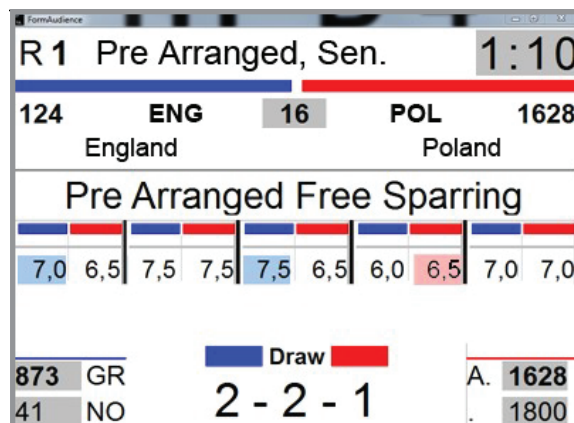 FormAudience
R 1 Pre Arranged, Sen. 1:10
124 ENG 16 POL 1628
England Poland
Pre Arranged Free Sparring
7,0 6,5 7,5 7,5 7,5 6,5 6,0 6,5 7,0 7,0
Draw
873 GR A. 1628
2 - 2 - 1
41 NO . 1800